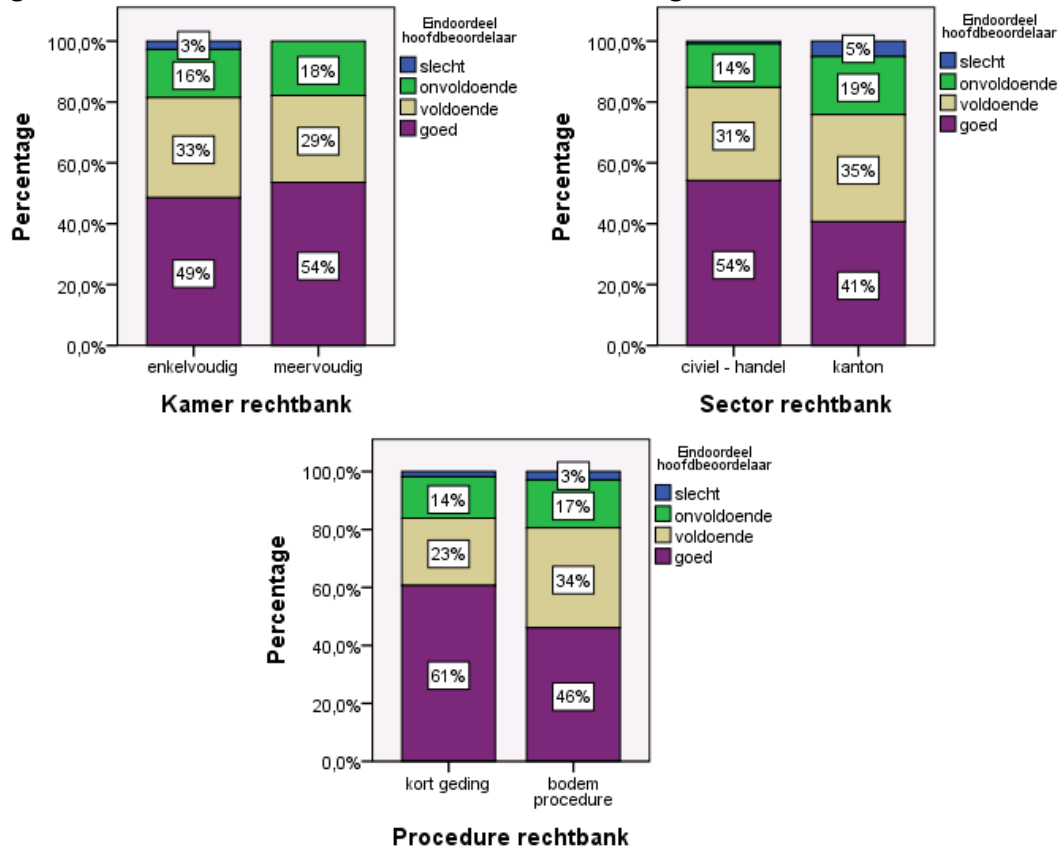 Eindoordeel
hoofdbeoordelaar
slecht
onvoldoende
voldoende
goed
100,0%
80,0%
60,0%
40,0%
20,0%
0,0%
Percentage
3%
16%
33%
49%
18%
29%
54%
enkelvoudig
meervoudig
Kamer rechtbank
Eindoordeel
hoofdbeoordelaar
slecht
onvoldoende
voldoende
goed
100,0%
80,0%
60,0%
40,0%
20,0%
0,0%
Percentage
14%
31%
54%
5%
19%
35%
41%
civiel - handel
kanton
Sector rechtbank
Eindoordeel
hoofdbeoordelaar
slecht
onvoldoende
voldoende
goed
100,0%
80,0%
60,0%
40,0%
20,0%
0,0%
Percentage
14%
23%
61%
3%
17%
34%
46%
kort geding
bodem
procedure
Procedure rechtbank